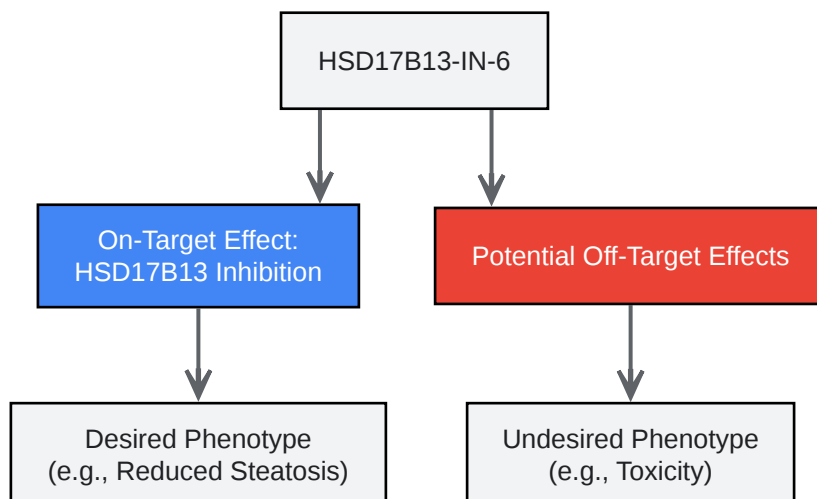 HSD17B13-IN-6
On-Target Effect:
HSD17B13 Inhibition
Potential Off-Target Effects
Desired Phenotype
(e.g., Reduced Steatosis)
Undesired Phenotype
(e.g., Toxicity)